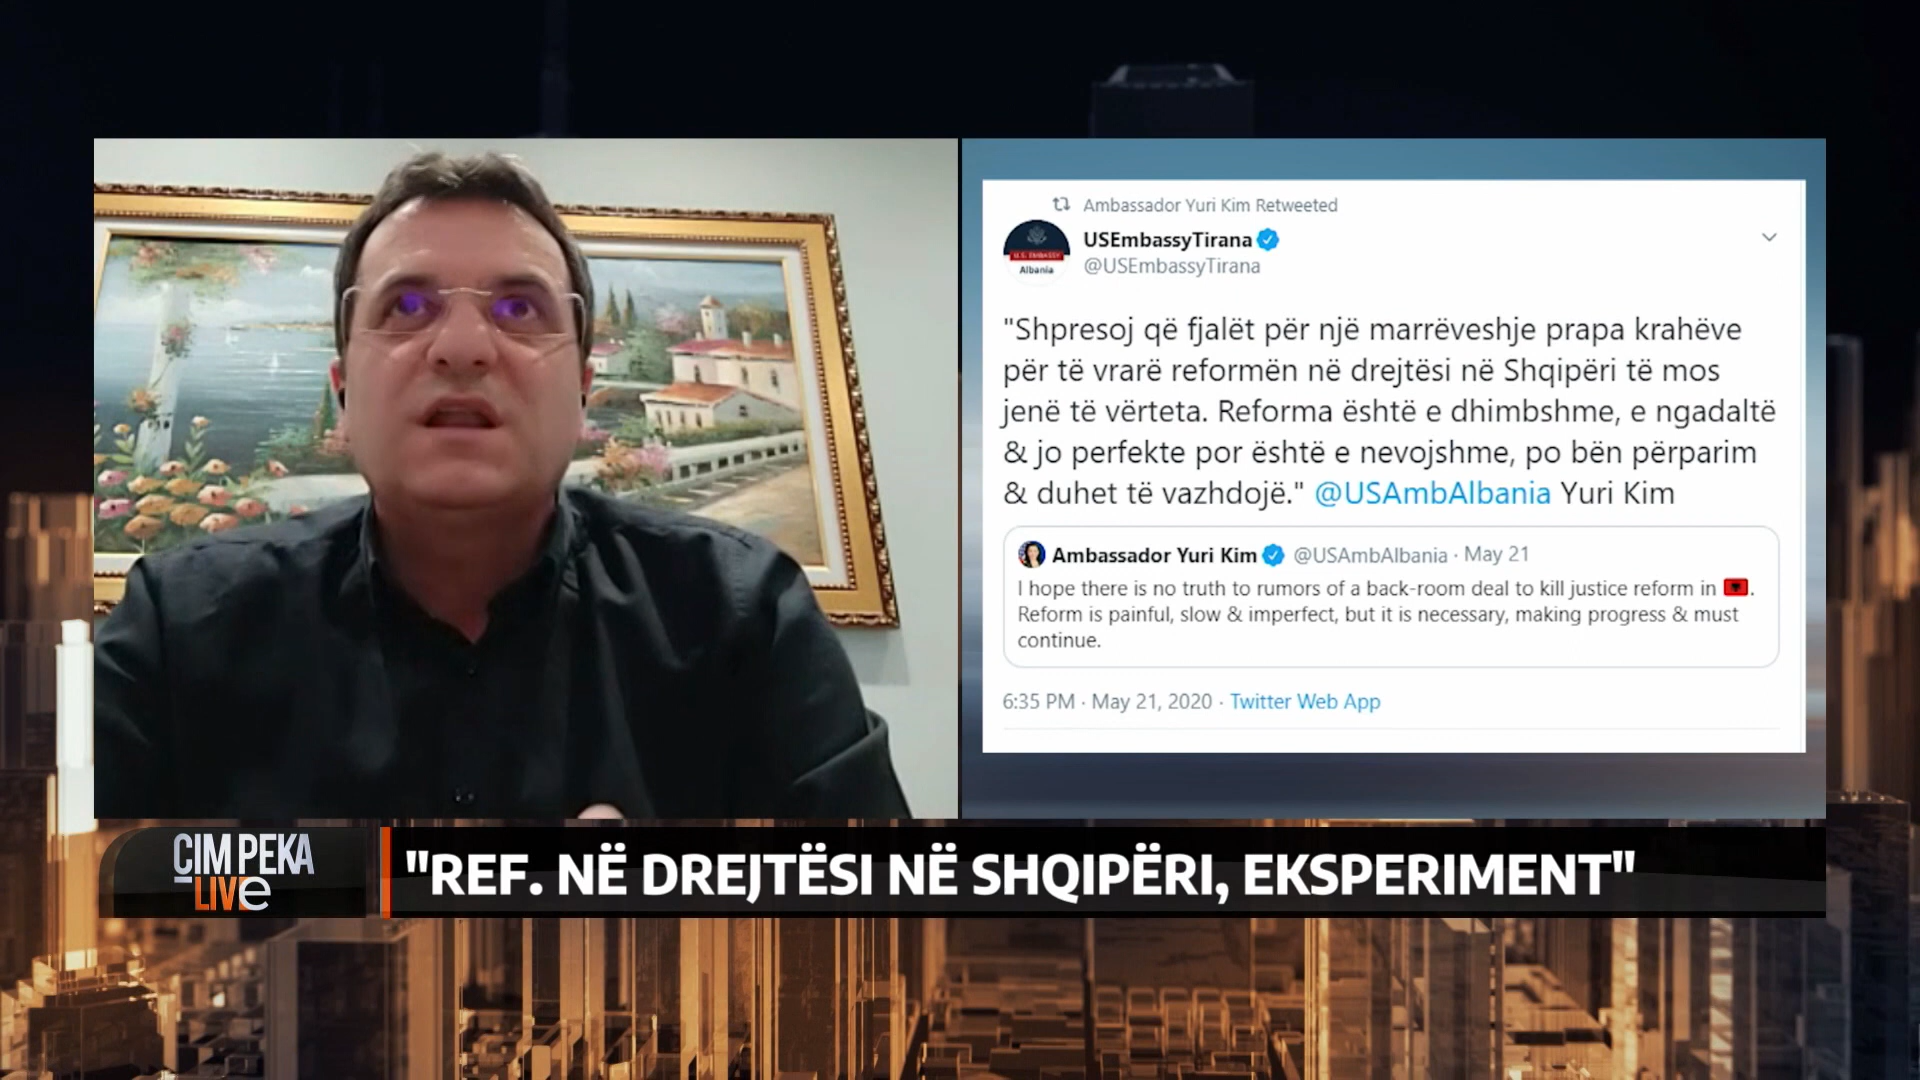 Ambassador Yuri Kim Retweeted
USEmbassyTirana
@USEmbassyTirana
U.S. EMBASSY
Albania
"Shpresoj që fjalët për një marrëveshje prapa krahëve
për të vrarë reformën në drejtësi në Shqipëri të mos
jenë të vërteta. Reforma është e dhimbshme, e ngadaltë
& jo perfekte por është e nevojshme, po bën përparim
& duhet të vazhdojë." @USAmbAlbania Yuri Kim
Ambassador Yuri Kim @USAmbAlbania · May 21
I hope there is no truth to rumors of a back-room deal to kill justice reform in 🇦🇱.
Reform is painful, slow & imperfect, but it is necessary, making progress & must
continue.
6:35 PM · May 21, 2020 · Twitter Web App
ÇIM PEKA
LIVe
"REF. NË DREJTËSI NË SHQIPËRI, EKSPERIMENT"